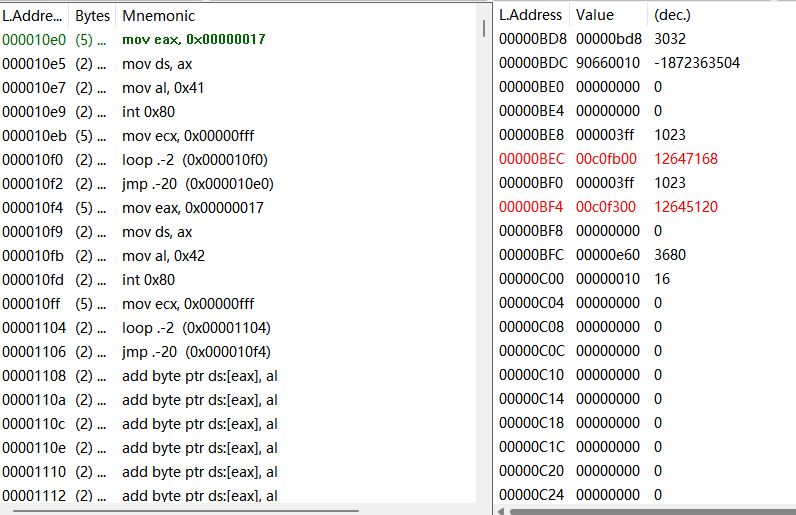 L.Addre... Bytes Mnemonic
000010e0 (5) ... mov eax, 0x00000017
000010e5 (2) ... mov ds, ax
000010e7 (2) ... mov al, 0x41
000010e9 (2) ... int 0x80
000010eb (5) ... mov ecx, 0x00000fff
000010f0 (2) ... loop .-2 (0x000010f0)
000010f2 (2) ... jmp .-20 (0x000010e0)
000010f4 (5) ... mov eax, 0x00000017
000010f9 (2) ... mov ds, ax
000010fb (2) ... mov al, 0x42
000010fd (2) ... int 0x80
000010ff (5) ... mov ecx, 0x00000fff
00001104 (2) ... loop .-2 (0x00001104)
00001106 (2) ... jmp .-20 (0x000010f4)
00001108 (2) ... add byte ptr ds:[eax], al
0000110a (2) ... add byte ptr ds:[eax], al
0000110c (2) ... add byte ptr ds:[eax], al
0000110e (2) ... add byte ptr ds:[eax], al
00001110 (2) ... add byte ptr ds:[eax], al
00001112 (2) ... add byte ptr ds:[eax], al
L.Address Value (dec.)
00000BD8 00000bd8 3032
00000BDC 90660010 -1872363504
00000BE0 00000000 0
00000BE4 00000000 0
00000BE8 000003ff 1023
00000BEC 00c0fb00 12647168
00000BF0 000003ff 1023
00000BF4 00c0f300 12645120
00000BF8 00000000 0
00000BFC 00000e60 3680
00000C00 00000010 16
00000C04 00000000 0
00000C08 00000000 0
00000C0C 00000000 0
00000C10 00000000 0
00000C14 00000000 0
00000C18 00000000 0
00000C1C 00000000 0
00000C20 00000000 0
00000C24 00000000 0